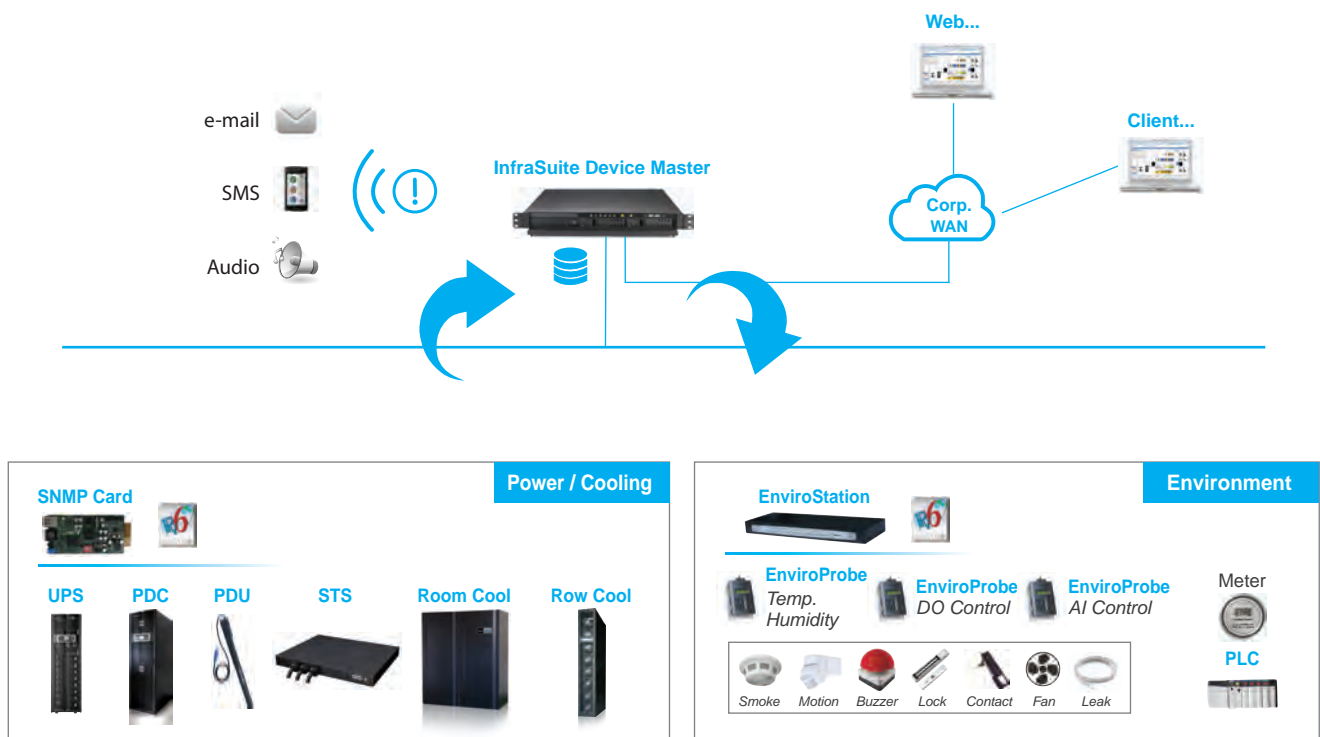 Web...
e-mail
Client...
InfraSuite Device Master
SMS
Corp.
WAN
Audio
Power / Cooling
SNMP Card
UPS
PDC
PDU
STS
Room Cool
Row Cool
Environment
EnviroStation
EnviroProbe
Temp.
Humidity
EnviroProbe
DO Control
EnviroProbe
AI Control
Meter
PLC
Smoke
Motion
Buzzer
Lock
Contact
Fan
Leak